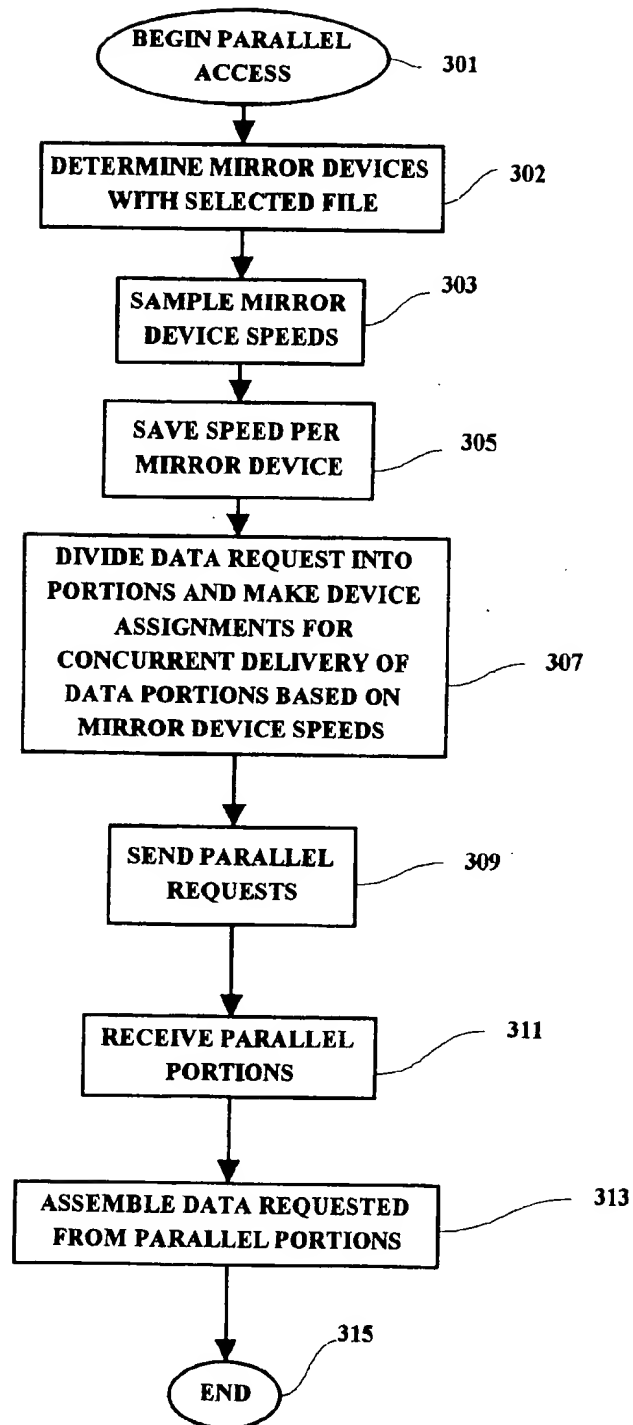 BEGIN PARALLEL
ACCESS
301
DETERMINE MIRROR DEVICES
WITH SELECTED FILE
302
SAMPLE MIRROR
DEVICE SPEEDS
303
SAVE SPEED PER
MIRROR DEVICE
305
DIVIDE DATA REQUEST INTO
PORTIONS AND MAKE DEVICE
ASSIGNMENTS FOR
CONCURRENT DELIVERY OF
DATA PORTIONS BASED ON
MIRROR DEVICE SPEEDS
307
SEND PARALLEL
REQUESTS
309
RECEIVE PARALLEL
PORTIONS
311
ASSEMBLE DATA REQUESTED
FROM PARALLEL PORTIONS
313
END
315